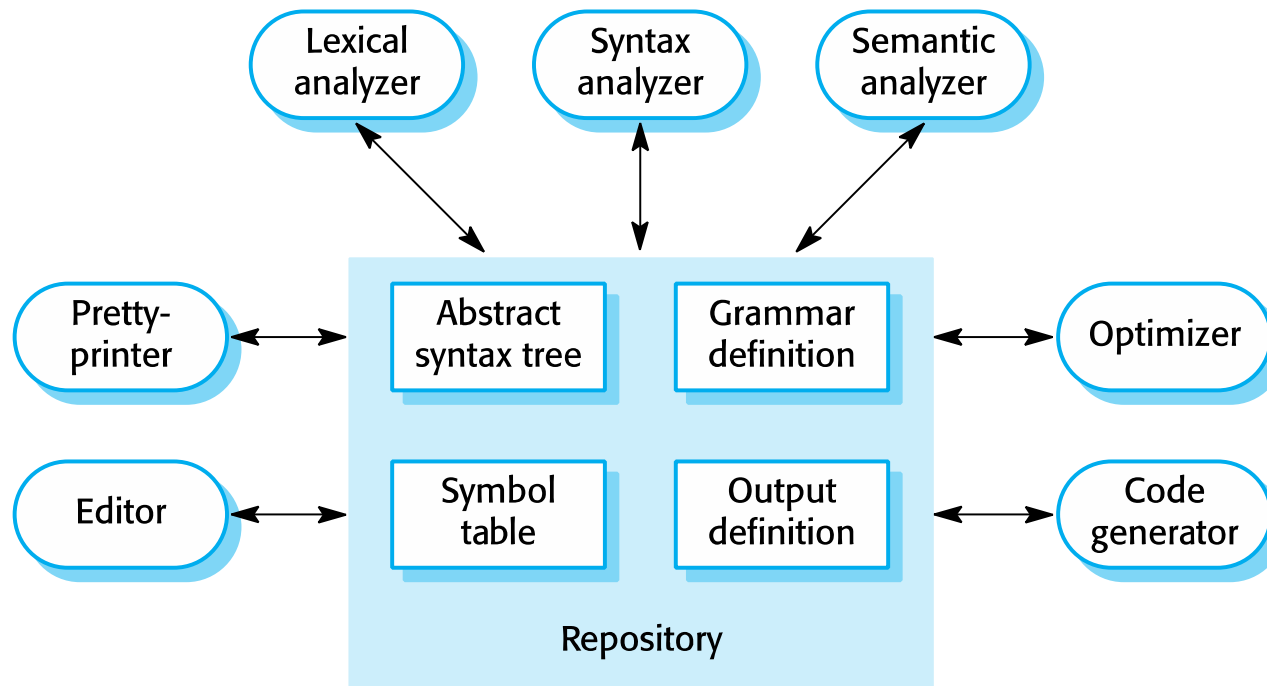 Lexical
analyzer
Syntax
analyzer
Semantic
analyzer
Pretty-
printer
Abstract
syntax tree
Grammar
definition
Optimizer
Editor
Symbol
table
Output
definition
Code
generator
Repository